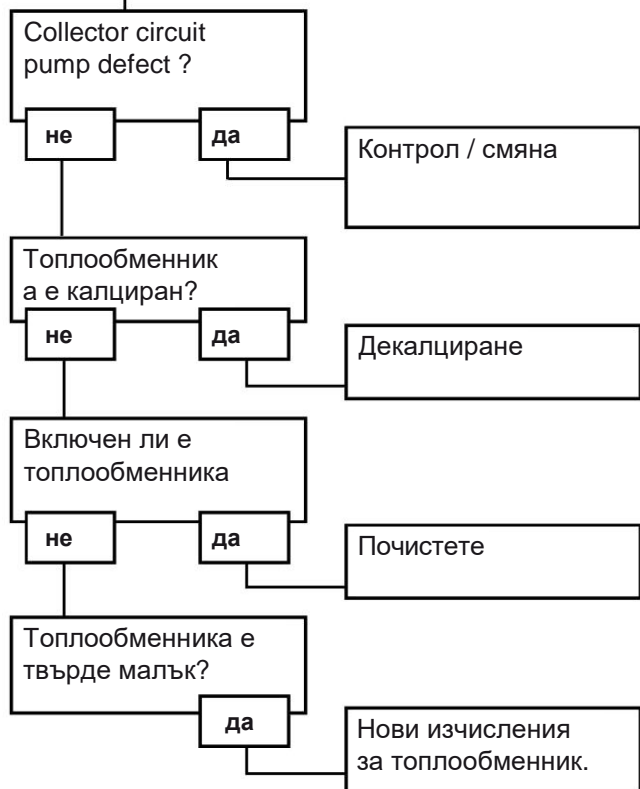 Collector circuit
pump defect ?
не
да
Контрол / смяна
Топлообменник
а е калциран?
не
да
Декалциране
Включен ли е
топлообменника
не
да
Почистете
Топлообменника е
твърде малък?
да
Нови изчисления
за топлообменник.